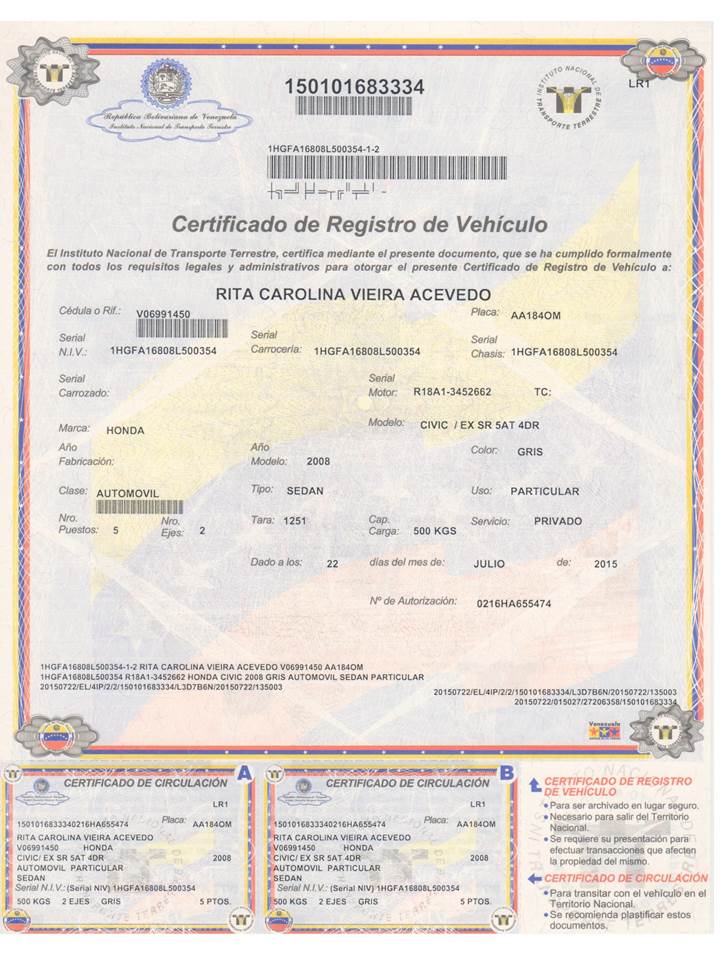 República Bolivariana de Venezuela
Instituto Nacional de Transporte Terrestre
150101683334
INSTITUTO NACIONAL DE TRANSPORTE TERRESTRE
LR1
1HGFA16808L500354-1-2
Certificado de Registro de Vehículo
El Instituto Nacional de Transporte Terrestre, certifica mediante el presente documento, que se ha cumplido formalmente
con todos los requisitos legales y administrativos para otorgar el presente Certificado de Registro de Vehículo a:
RITA CAROLINA VIEIRA ACEVEDO
Cédula o Rif.: V06991450 Placa: AA184OM
Serial N.I.V.: 1HGFA16808L500354 Serial Carrocería: 1HGFA16808L500354 Serial Chasis: 1HGFA16808L500354
Serial Carrozado: Serial Motor: R18A1-3452662 TC:
Marca: HONDA Modelo: CIVIC / EX SR 5AT 4DR
Año Fabricación: Año Modelo: 2008 Color: GRIS
Clase: AUTOMOVIL Tipo: SEDAN Uso: PARTICULAR
Nro. Puestos: 5 Nro. Ejes: 2 Tara: 1251 Cap. Carga: 500 KGS Servicio: PRIVADO
Dado a los: 22 días del mes de: JULIO de: 2015
Nº de Autorización: 0216HA655474
1HGFA16808L500354-1-2 RITA CAROLINA VIEIRA ACEVEDO V06991450 AA184OM
1HGFA16808L500354 R18A1-3452662 HONDA CIVIC 2008 GRIS AUTOMOVIL SEDAN PARTICULAR
20150722/EL/4IP/2/2/150101683334/L3D7B6N/20150722/135003
20150722/EL/4IP/2/2/150101683334/L3D7B6N/20150722/135003
20150722/015027/27206358/150101683334
Venezuela
A
CERTIFICADO DE CIRCULACIÓN
LR1
1501016833340216HA655474 Placa: AA184OM
RITA CAROLINA VIEIRA ACEVEDO
V06991450 HONDA
CIVIC/ EX SR 5AT 4DR 2008
AUTOMOVIL PARTICULAR
SEDAN
Serial N.I.V.: (Serial NIV) 1HGFA16808L500354
500 KGS 2 EJES GRIS 5 PTOS.
B
CERTIFICADO DE CIRCULACIÓN
LR1
1501016833340216HA655474 Placa: AA184OM
RITA CAROLINA VIEIRA ACEVEDO
V06991450 HONDA
CIVIC/ EX SR 5AT 4DR 2008
AUTOMOVIL PARTICULAR
SEDAN
Serial N.I.V.: (Serial NIV) 1HGFA16808L500354
500 KGS 2 EJES GRIS 5 PTOS.
CERTIFICADO DE REGISTRO
DE VEHÍCULO
• Para ser archivado en lugar seguro.
• Necesario para salir del Territorio
Nacional.
• Se requiere su presentación para
efectuar transacciones que afecten
la propiedad del mismo.
CERTIFICADO DE CIRCULACIÓN
• Para transitar con el vehículo en el
Territorio Nacional.
• Se recomienda plastificar estos
documentos.